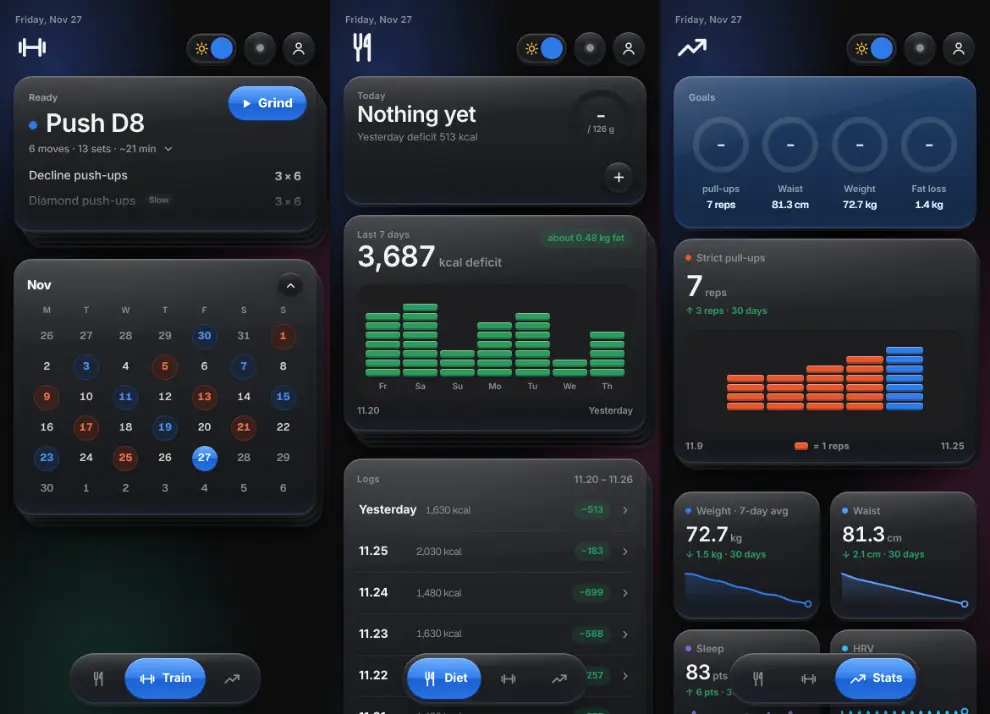 Friday, Nov 27
Ready
Push D8
Grind
6 moves · 13 sets · ~21 min
Decline push-ups 3 × 6
Diamond push-ups Slow 3 × 6
Nov
M T W T F S S
26 27 28 29 30 31 1
2 3 4 5 6 7 8
9 10 11 12 13 14 15
16 17 18 19 20 21 22
23 24 25 26 27 28 29
30 1 2 3 4 5 6
Train
Friday, Nov 27
Today
Nothing yet
Yesterday deficit 513 kcal
-
/ 126 g
+
Last 7 days
about 0.48 kg fat
3,687 kcal deficit
Fr Sa Su Mo Tu We Th
11.20 Yesterday
Logs 11.20 – 11.26
Yesterday 1,630 kcal −513
11.25 2,030 kcal −183
11.24 1,480 kcal −699
11.23 1,630 kcal −588
11.22 257
Diet
Friday, Nov 27
Goals
- - - -
pull-ups Waist Weight Fat loss
7 reps 81.3 cm 72.7 kg 1.4 kg
Strict pull-ups
7 reps
↑ 3 reps · 30 days
11.9 = 1 reps 11.25
Weight · 7-day avg
72.7 kg
↓ 1.5 kg · 30 days
Waist
81.3 cm
↓ 2.1 cm · 30 days
Sleep
83 pts
↑ 6 pts · 3
HRV
Stats